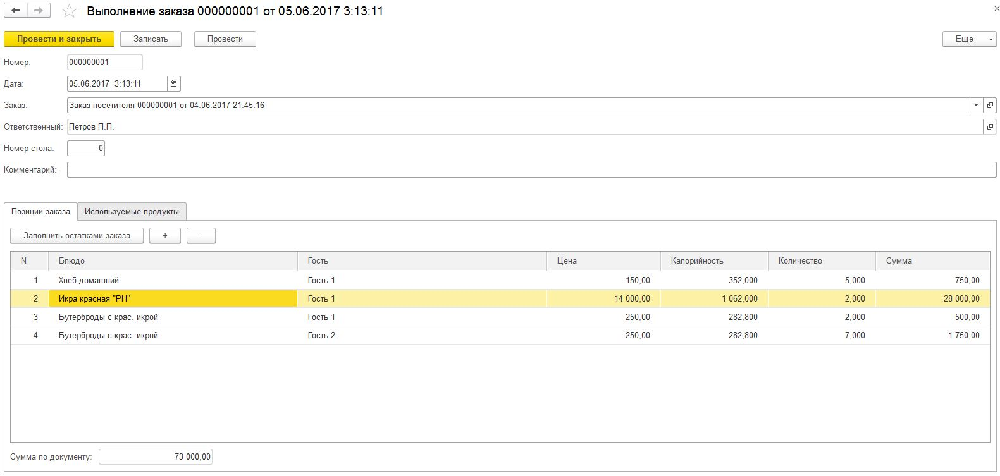 Выполнение заказа 000000001 от 05.06.2017 3:13:11
Провести и закрыть Записать Провести Еще
Номер: 000000001
Дата: 05.06.2017 3:13:11
Заказ: Заказ посетителя 000000001 от 04.06.2017 21:45:16
Ответственный: Петров П.П.
Номер стола: 0
Комментарий:
Позиции заказа Используемые продукты
Заполнить остатками заказа + -
N Блюдо Гость Цена Калорийность Количество Сумма
1 Хлеб домашний Гость 1 150,00 352,000 5,000 750,00
2 Икра красная "РН" Гость 1 14 000,00 1 062,000 2,000 28 000,00
3 Бутерброды с крас. икрой Гость 1 250,00 282,800 2,000 500,00
4 Бутерброды с крас. икрой Гость 2 250,00 282,800 7,000 1 750,00
Сумма по документу: 73 000,00